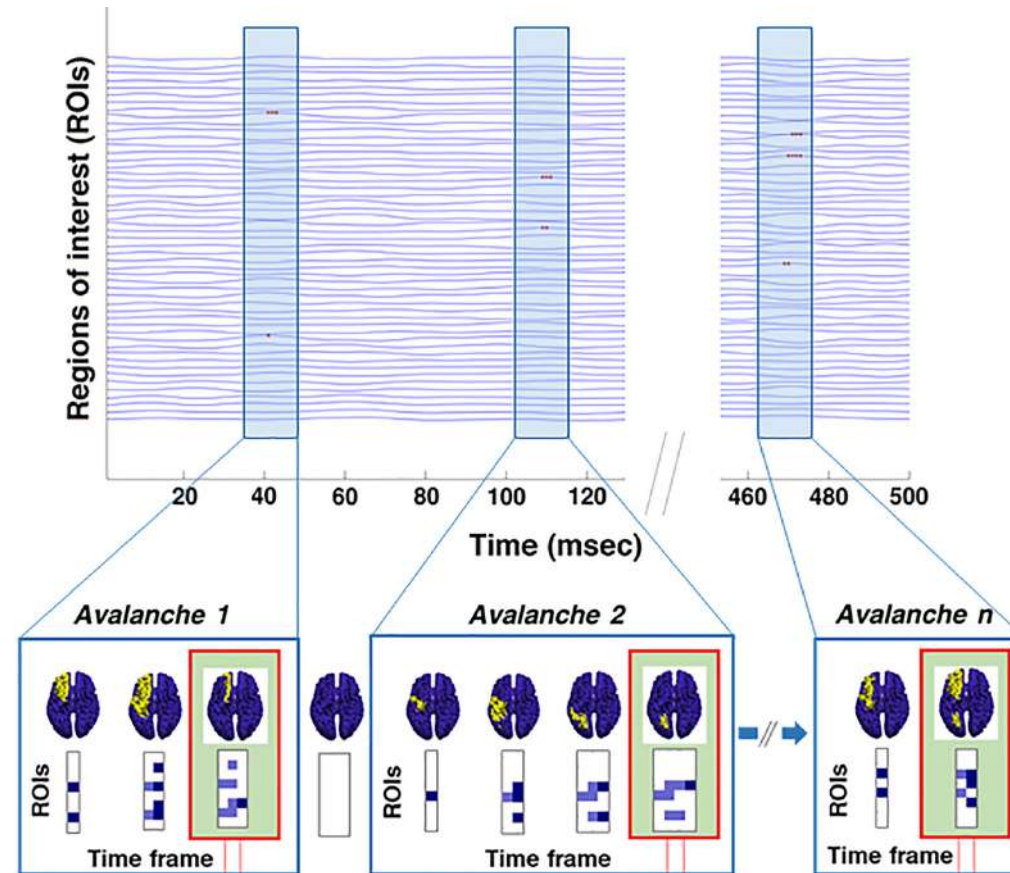 Regions of interest (ROIs)
20 40 60 80 100 120 460 480 500
Time (msec)
Avalanche 1 Avalanche 2 Avalanche n
ROIs ROIs ROIs
Time frame Time frame Time frame